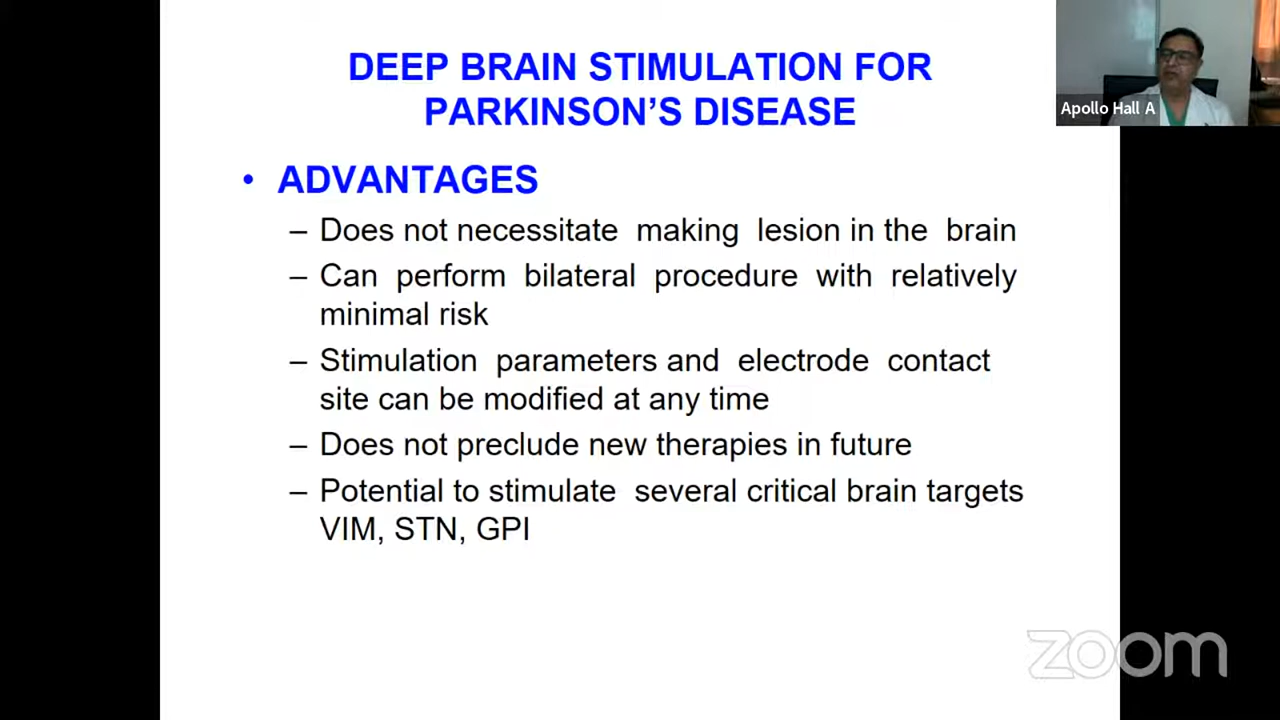 DEEP BRAIN STIMULATION FOR
PARKINSON'S DISEASE
• ADVANTAGES
– Does not necessitate making lesion in the brain
– Can perform bilateral procedure with relatively
minimal risk
– Stimulation parameters and electrode contact
site can be modified at any time
– Does not preclude new therapies in future
– Potential to stimulate several critical brain targets
VIM, STN, GPI
Apollo Hall A
zoom